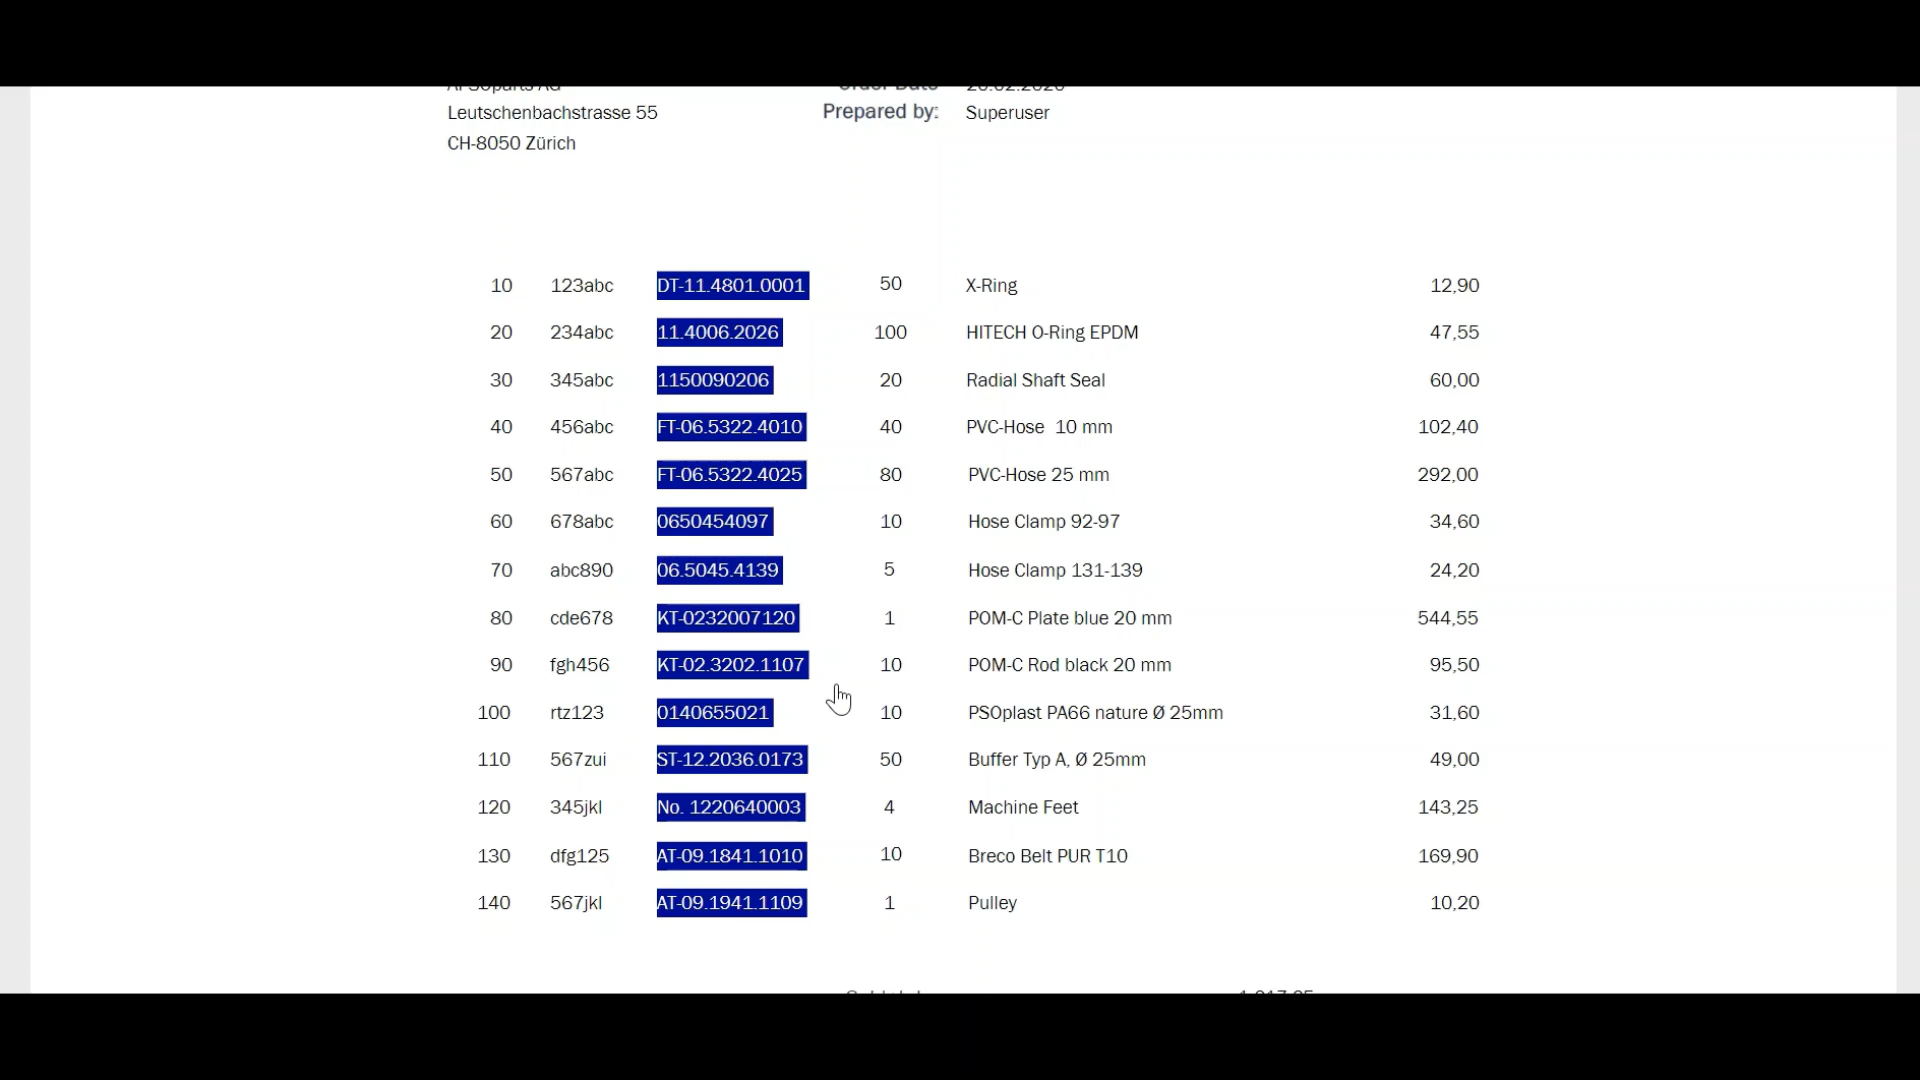 Leutschenbachstrasse 55
Prepared by: Superuser
CH-8050 Zürich
10 123abc DT-11.4801.0001 50 X-Ring 12,90
20 234abc 11.4006.2026 100 HITECH O-Ring EPDM 47,55
30 345abc 1150090206 20 Radial Shaft Seal 60,00
40 456abc FT-06.5322.4010 40 PVC-Hose 10 mm 102,40
50 567abc FT-06.5322.4025 80 PVC-Hose 25 mm 292,00
60 678abc 0650454097 10 Hose Clamp 92-97 34,60
70 abc890 06.5045.4139 5 Hose Clamp 131-139 24,20
80 cde678 KT-0232007120 1 POM-C Plate blue 20 mm 544,55
90 fgh456 KT-02.3202.1107 10 POM-C Rod black 20 mm 95,50
100 rtz123 0140655021 10 PSOplast PA66 nature Ø 25mm 31,60
110 567zui ST-12.2036.0173 50 Buffer Typ A, Ø 25mm 49,00
120 345jkl No. 1220640003 4 Machine Feet 143,25
130 dfg125 AT-09.1841.1010 10 Breco Belt PUR T10 169,90
140 567jkl AT-09.1941.1109 1 Pulley 10,20